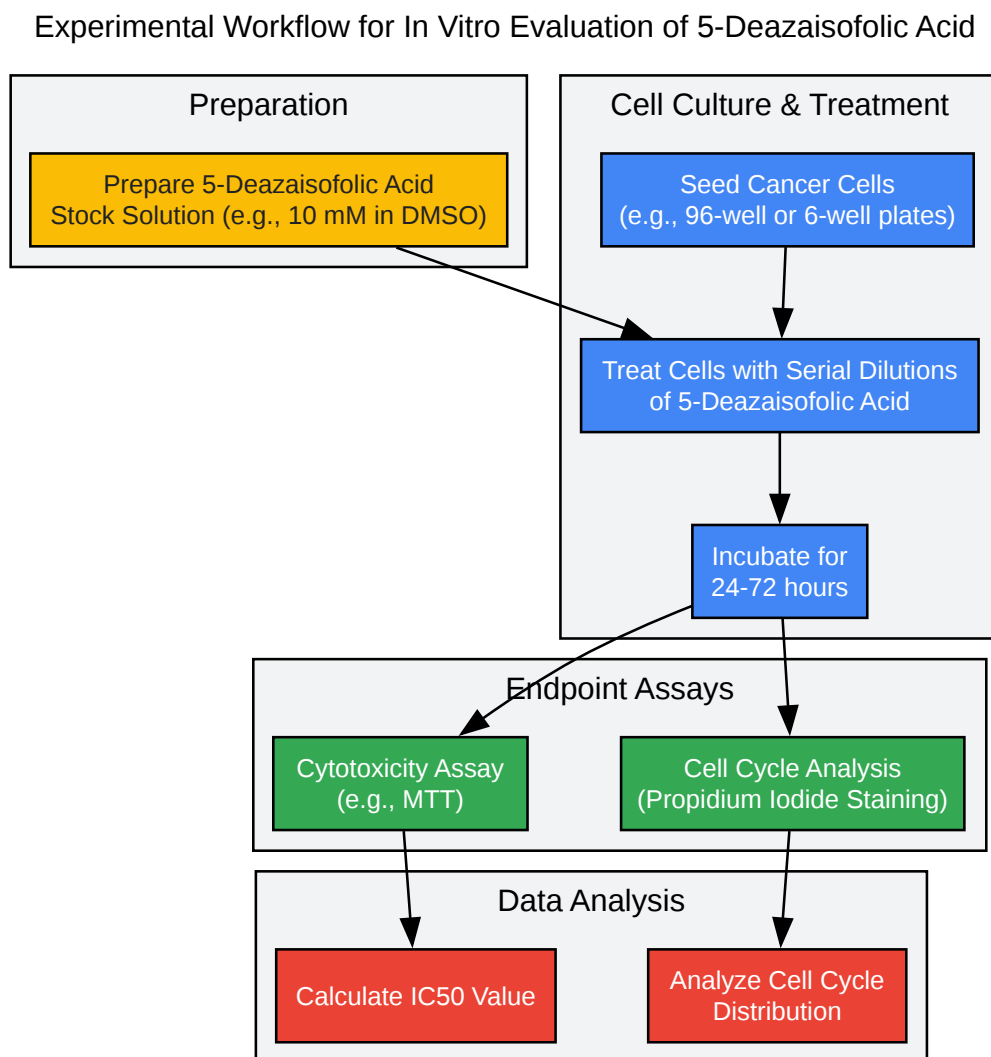 Experimental Workflow for In Vitro Evaluation of 5-Deazaisofolic Acid
Preparation
Prepare 5-Deazaisofolic Acid
Stock Solution (e.g., 10 mM in DMSO)
Cell Culture & Treatment
Seed Cancer Cells
(e.g., 96-well or 6-well plates)
Treat Cells with Serial Dilutions
of 5-Deazaisofolic Acid
Incubate for
24-72 hours
Endpoint Assays
Cytotoxicity Assay
(e.g., MTT)
Cell Cycle Analysis
(Propidium Iodide Staining)
Data Analysis
Calculate IC50 Value
Analyze Cell Cycle
Distribution